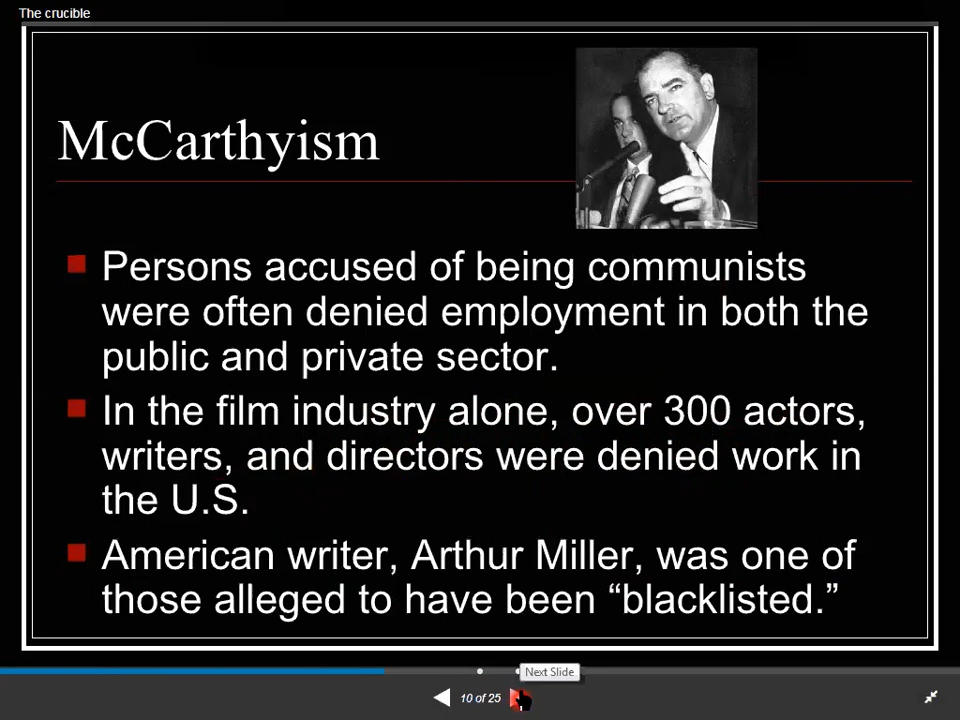 The crucible
McCarthyism
Persons accused of being communists
were often denied employment in both the
public and private sector.
In the film industry alone, over 300 actors,
writers, and directors were denied work in
the U.S.
American writer, Arthur Miller, was one of
those alleged to have been “blacklisted.”
Next Slide
10 of 25